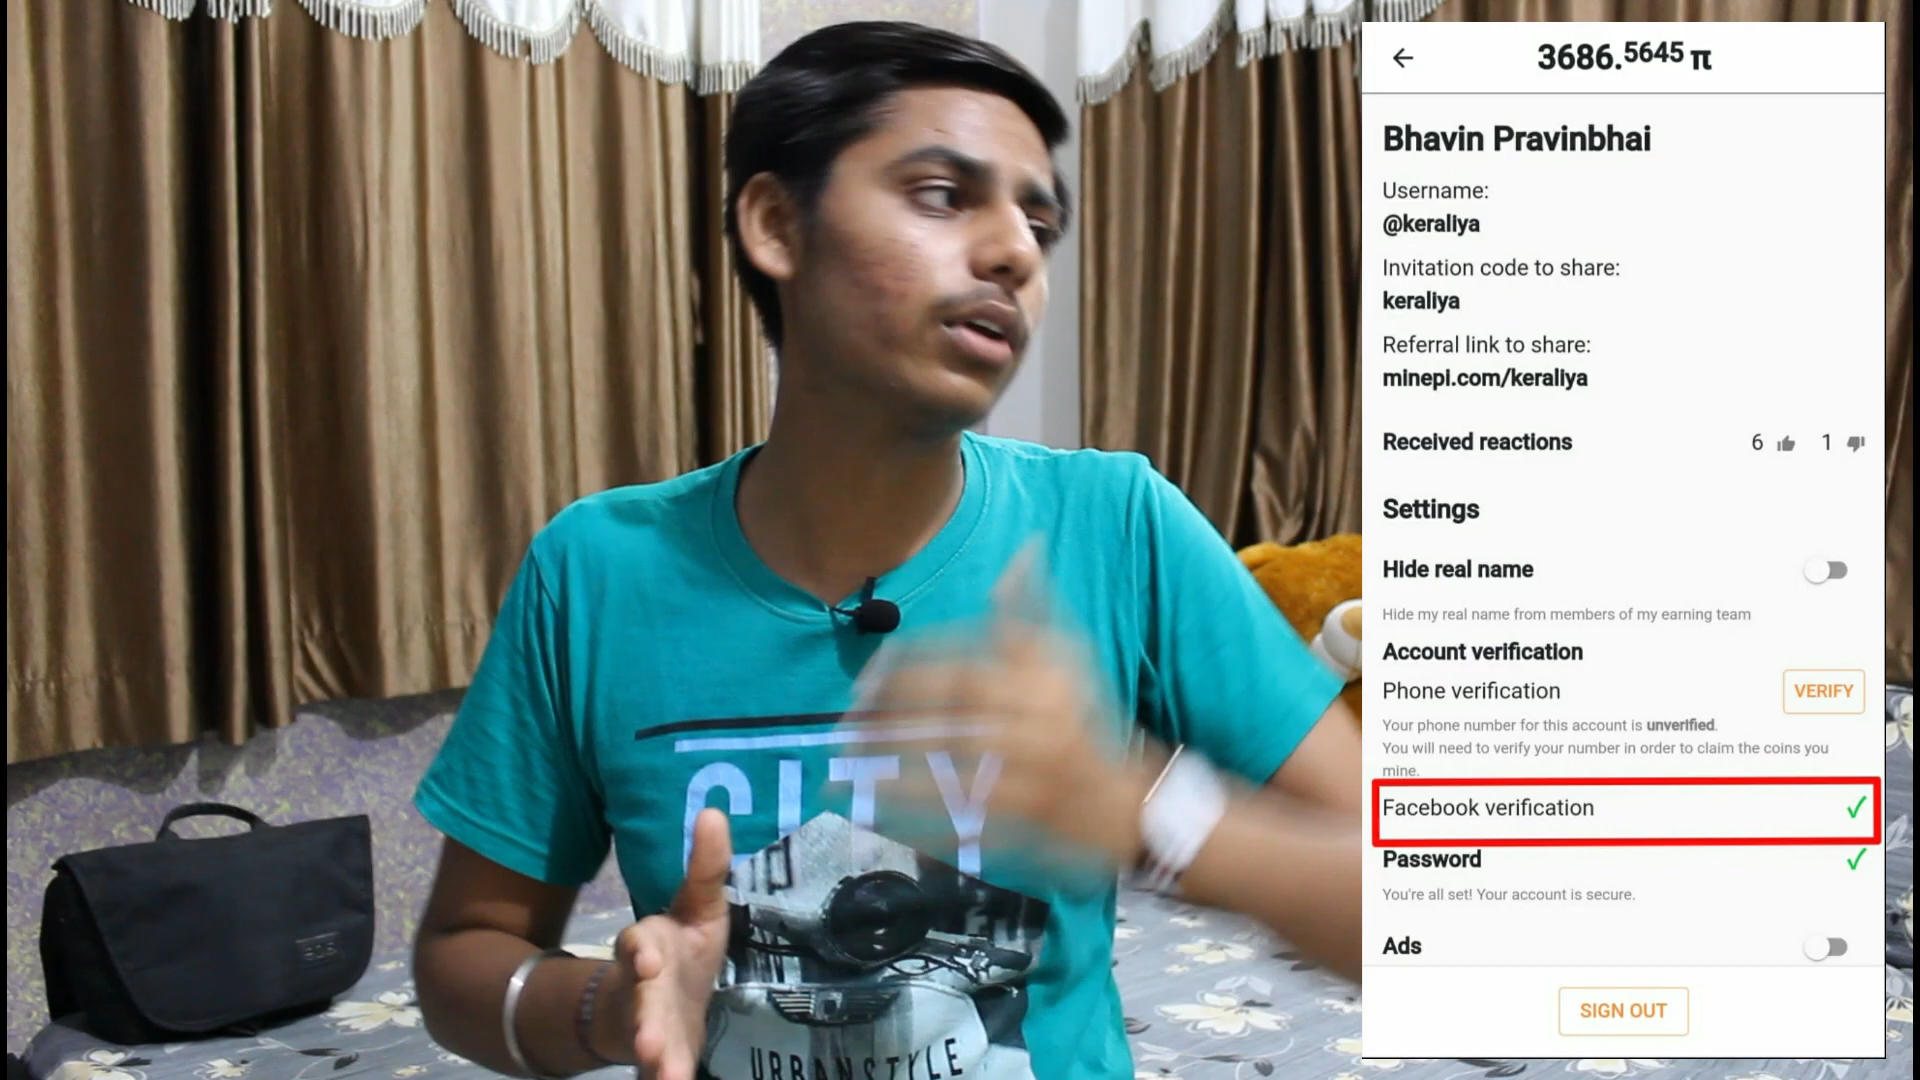 3686.5645 π
Bhavin Pravinbhai
Username:
@keraliya
Invitation code to share:
keraliya
Referral link to share:
minepi.com/keraliya
Received reactions 6 1
Settings
Hide real name
Hide my real name from members of my earning team
Account verification
Phone verification VERIFY
Your phone number for this account is unverified.
You will need to verify your number in order to claim the coins you
mine.
Facebook verification
Password
You're all set! Your account is secure.
Ads
SIGN OUT
CITY
URBANSTYLE